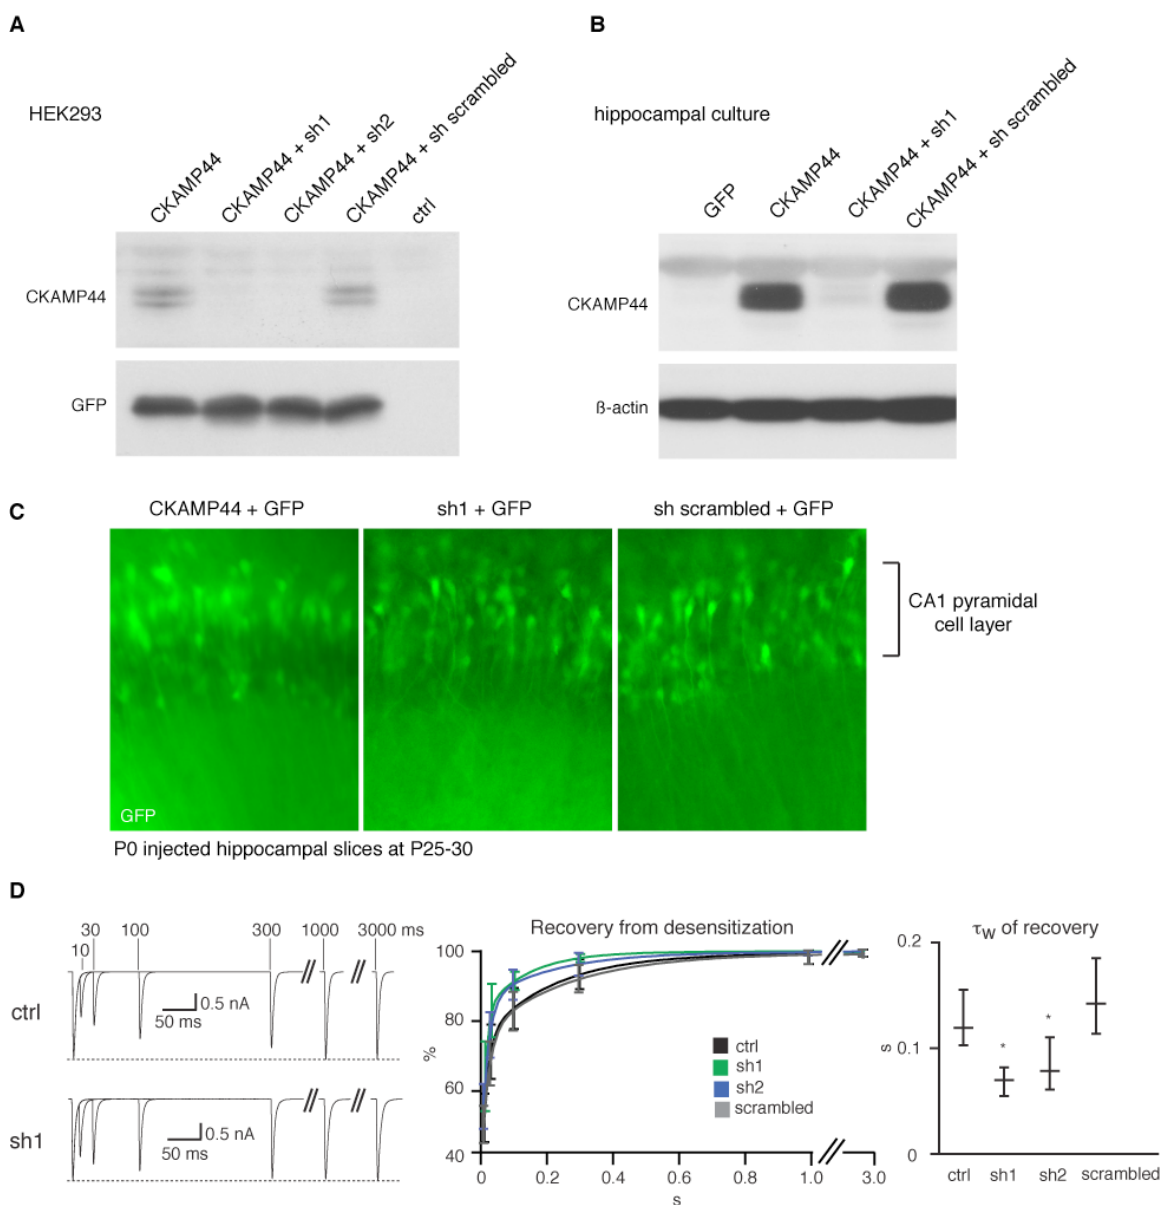 A
HEK293
CKAMP44
CKAMP44 + sh1
CKAMP44 + sh2
CKAMP44 + sh scrambled
ctrl
CKAMP44
GFP
B
hippocampal culture
GFP
CKAMP44
CKAMP44 + sh1
CKAMP44 + sh scrambled
CKAMP44
ß-actin
C
CKAMP44 + GFP
sh1 + GFP
sh scrambled + GFP
CA1 pyramidal
cell layer
GFP
P0 injected hippocampal slices at P25-30
D
10 30 100 300 1000 3000 ms
ctrl
0.5 nA
50 ms
sh1
0.5 nA
50 ms
Recovery from desensitization
100
80
%
60
40
0 0.2 0.4 0.6 0.8 1.0 3.0
s
ctrl
sh1
sh2
scrambled
τw of recovery
0.2
s 0.1
0
* *
ctrl sh1 sh2 scrambled